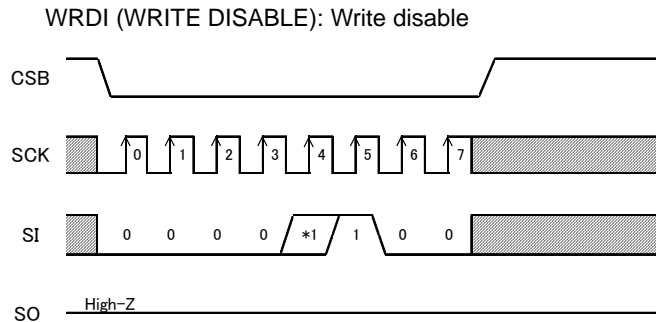 WRDI (WRITE DISABLE): Write disable
CSB
SCK 0 1 2 3 4 5 6 7
SI 0 0 0 0 *1 1 0 0
SO High-Z